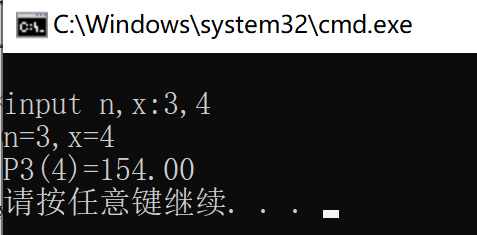 C:\Windows\system32\cmd.exe
input n,x:3,4
n=3,x=4
P3(4)=154.00
请按任意键继续. . .